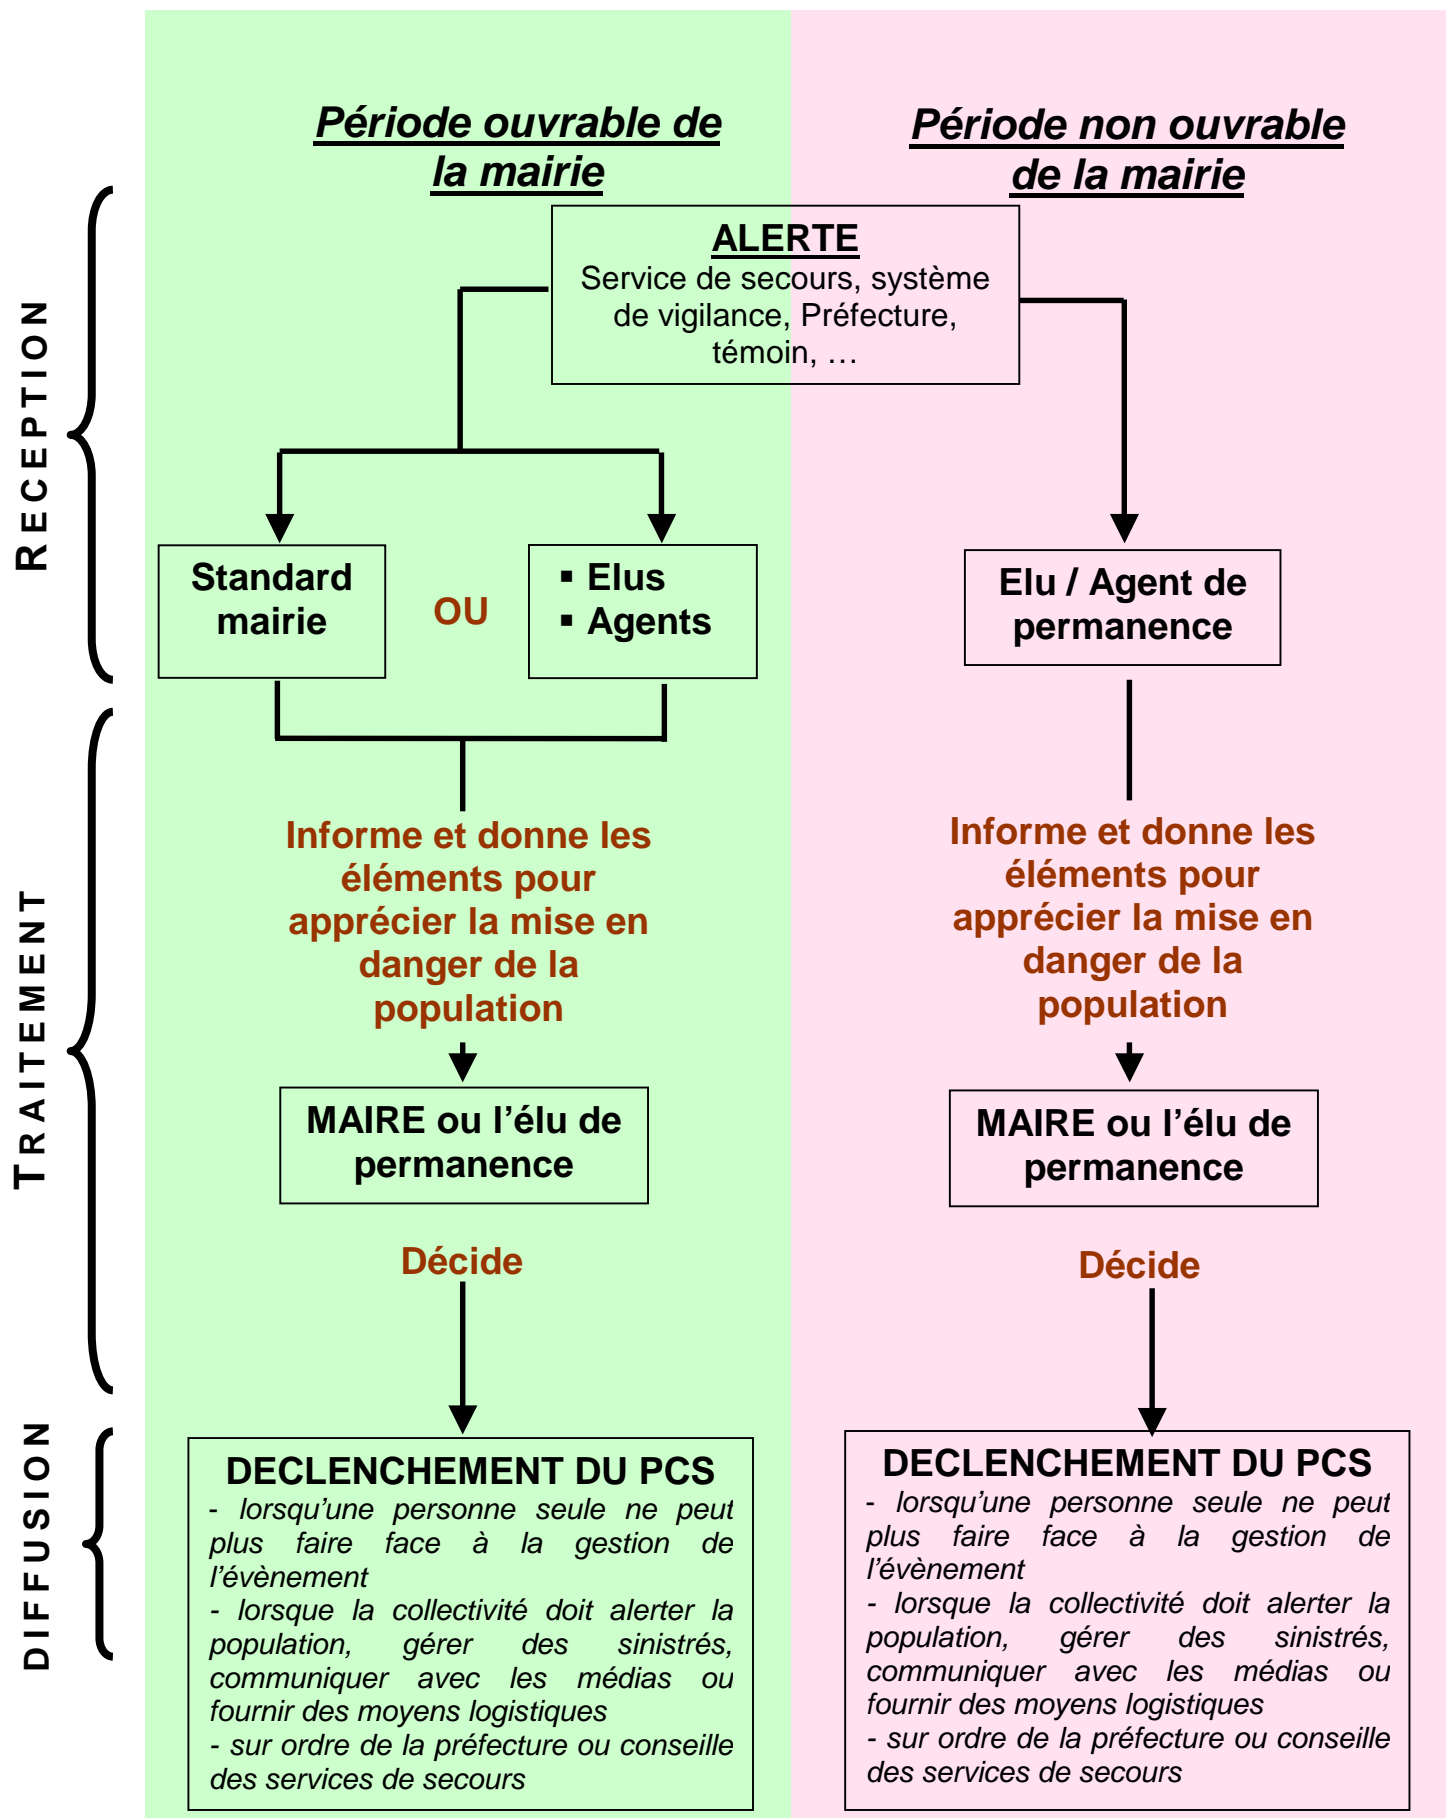 Période ouvrable de
la mairie
Période non ouvrable
de la mairie
ALERTE
Service de secours, système
de vigilance, Préfecture,
témoin, …
RECEPTION
Standard
mairie
OU
▪ Elus
▪ Agents
Elu / Agent de
permanence
TRAITEMENT
Informe et donne les
éléments pour
apprécier la mise en
danger de la
population
Informe et donne les
éléments pour
apprécier la mise en
danger de la
population
MAIRE ou l’élu de
permanence
MAIRE ou l’élu de
permanence
Décide
Décide
DIFFUSION
DECLENCHEMENT DU PCS
- lorsqu’une personne seule ne peut
plus faire face à la gestion de
l’évènement
- lorsque la collectivité doit alerter la
population, gérer des sinistrés,
communiquer avec les médias ou
fournir des moyens logistiques
- sur ordre de la préfecture ou conseille
des services de secours
DECLENCHEMENT DU PCS
- lorsqu’une personne seule ne peut
plus faire face à la gestion de
l’évènement
- lorsque la collectivité doit alerter la
population, gérer des sinistrés,
communiquer avec les médias ou
fournir des moyens logistiques
- sur ordre de la préfecture ou conseille
des services de secours